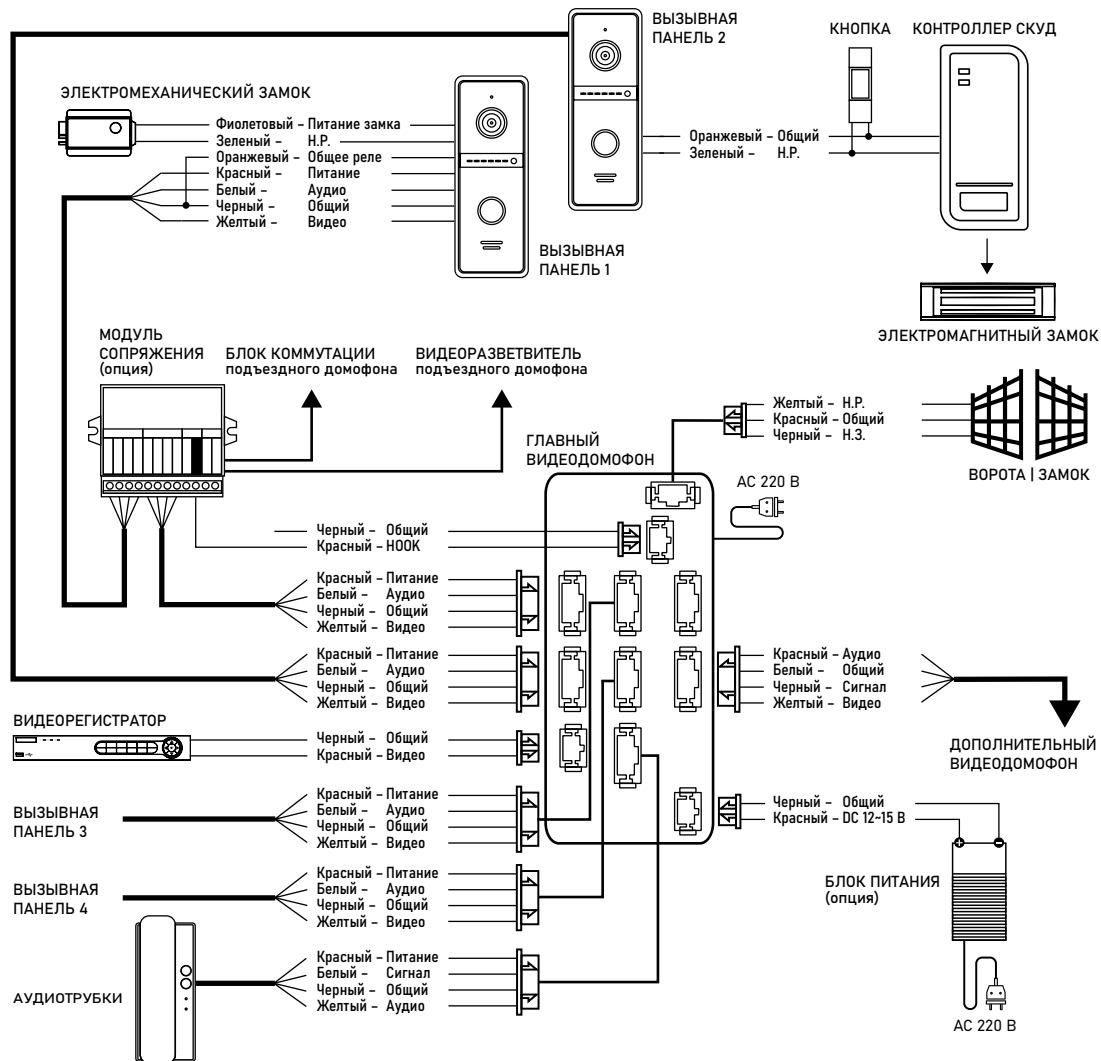 ВЫЗЫВНАЯ
ПАНЕЛЬ 2
КНОПКА
КОНТРОЛЛЕР СКУД
ЭЛЕКТРОМЕХАНИЧЕСКИЙ ЗАМОК
Фиолетовый – Питание замка
Зеленый – Н.Р.
Оранжевый – Общее реле
Красный – Питание
Белый – Аудио
Черный – Общий
Желтый – Видео
Оранжевый – Общий
Зеленый – Н.Р.
ВЫЗЫВНАЯ
ПАНЕЛЬ 1
ЭЛЕКТРОМАГНИТНЫЙ ЗАМОК
МОДУЛЬ
СОПРЯЖЕНИЯ
(опция)
БЛОК КОММУТАЦИИ
подъездного домофона
ВИДЕОРАЗВЕТВИТЕЛЬ
подъездного домофона
Желтый – Н.Р.
Красный – Общий
Черный – Н.З.
ВОРОТА | ЗАМОК
ГЛАВНЫЙ
ВИДЕОДОМОФОН
AC 220 В
Черный – Общий
Красный – HOOK
Красный – Питание
Белый – Аудио
Черный – Общий
Желтый – Видео
Красный – Питание
Белый – Аудио
Черный – Общий
Желтый – Видео
Красный – Аудио
Белый – Общий
Черный – Сигнал
Желтый – Видео
ДОПОЛНИТЕЛЬНЫЙ
ВИДЕОДОМОФОН
ВИДЕОРЕГИСТРАТОР
Черный – Общий
Красный – Видео
ВЫЗЫВНАЯ
ПАНЕЛЬ 3
Красный – Питание
Белый – Аудио
Черный – Общий
Желтый – Видео
Черный – Общий
Красный – DC 12~15 В
БЛОК ПИТАНИЯ
(опция)
AC 220 В
ВЫЗЫВНАЯ
ПАНЕЛЬ 4
Красный – Питание
Белый – Аудио
Черный – Общий
Желтый – Видео
АУДИОТРУБКИ
Красный – Питание
Белый – Сигнал
Черный – Общий
Желтый – Аудио